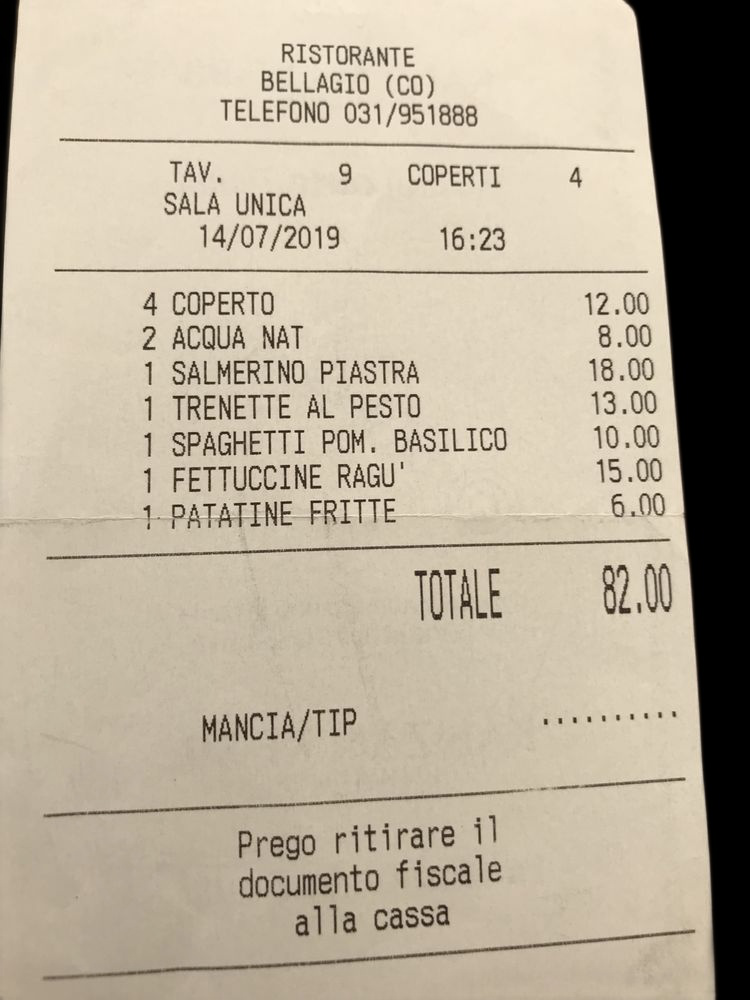 RISTORANTE
BELLAGIO (CO)
TELEFONO 031/951888
TAV. 9 COPERTI 4
SALA UNICA
14/07/2019 16:23
4 COPERTO 12.00
2 ACQUA NAT 8.00
1 SALMERINO PIASTRA 18.00
1 TRENETTE AL PESTO 13.00
1 SPAGHETTI POM. BASILICO 10.00
1 FETTUCCINE RAGU' 15.00
1 PATATINE FRITTE 6.00
TOTALE 82.00
MANCIA/TIP ..........
Prego ritirare il
documento fiscale
alla cassa